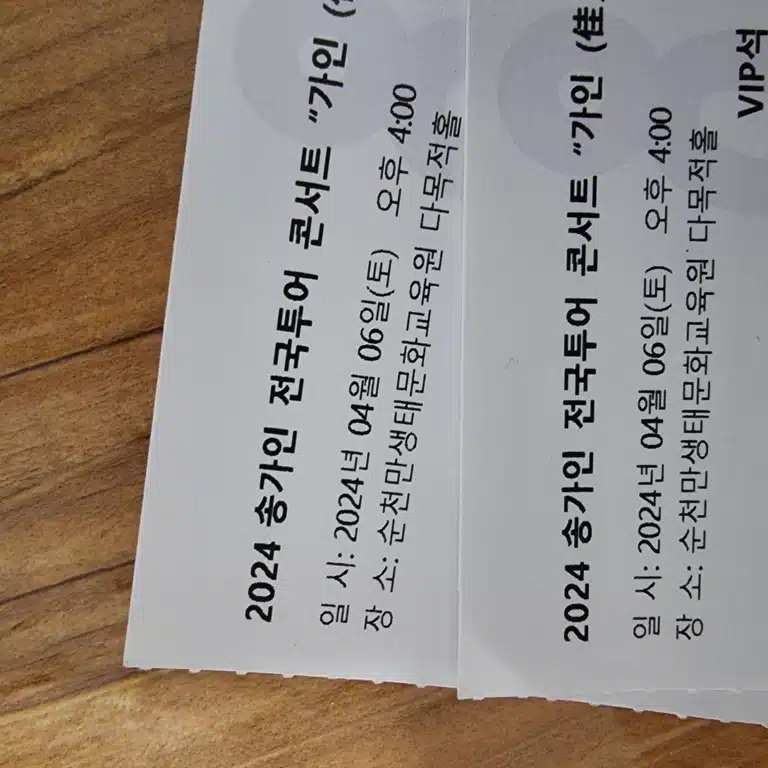 2024 송가인 전국투어 콘서트 "가인 (
일 시: 2024년 04월 06일(토) 오후 4:00
장 소: 순천만생태문화교육원 다목적홀
2024 송가인 전국투어 콘서트 "가인 (佳
일 시: 2024년 04월 06일(토) 오후 4:00
장 소: 순천만생태문화교육원 다목적홀
VIP석